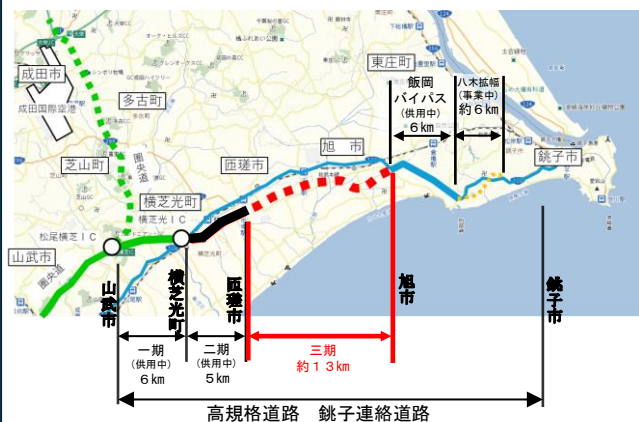 東庄町
成田市
成田国際空港
多古町
多古町
飯岡
バイパス
(供用中)
6km
八木拡幅
(事業中)
約6km
旭 市
銚子市
芝山町
圏央道
匝瑳市
横芝光町
横芝光IC
松尾横芝IC
山武市
圏央道
山武市
横芝光町
匝瑳市
旭市
銚子市
一期
(供用中)
6km
二期
(供用中)
5km
三期
約13km
高規格道路 銚子連絡道路